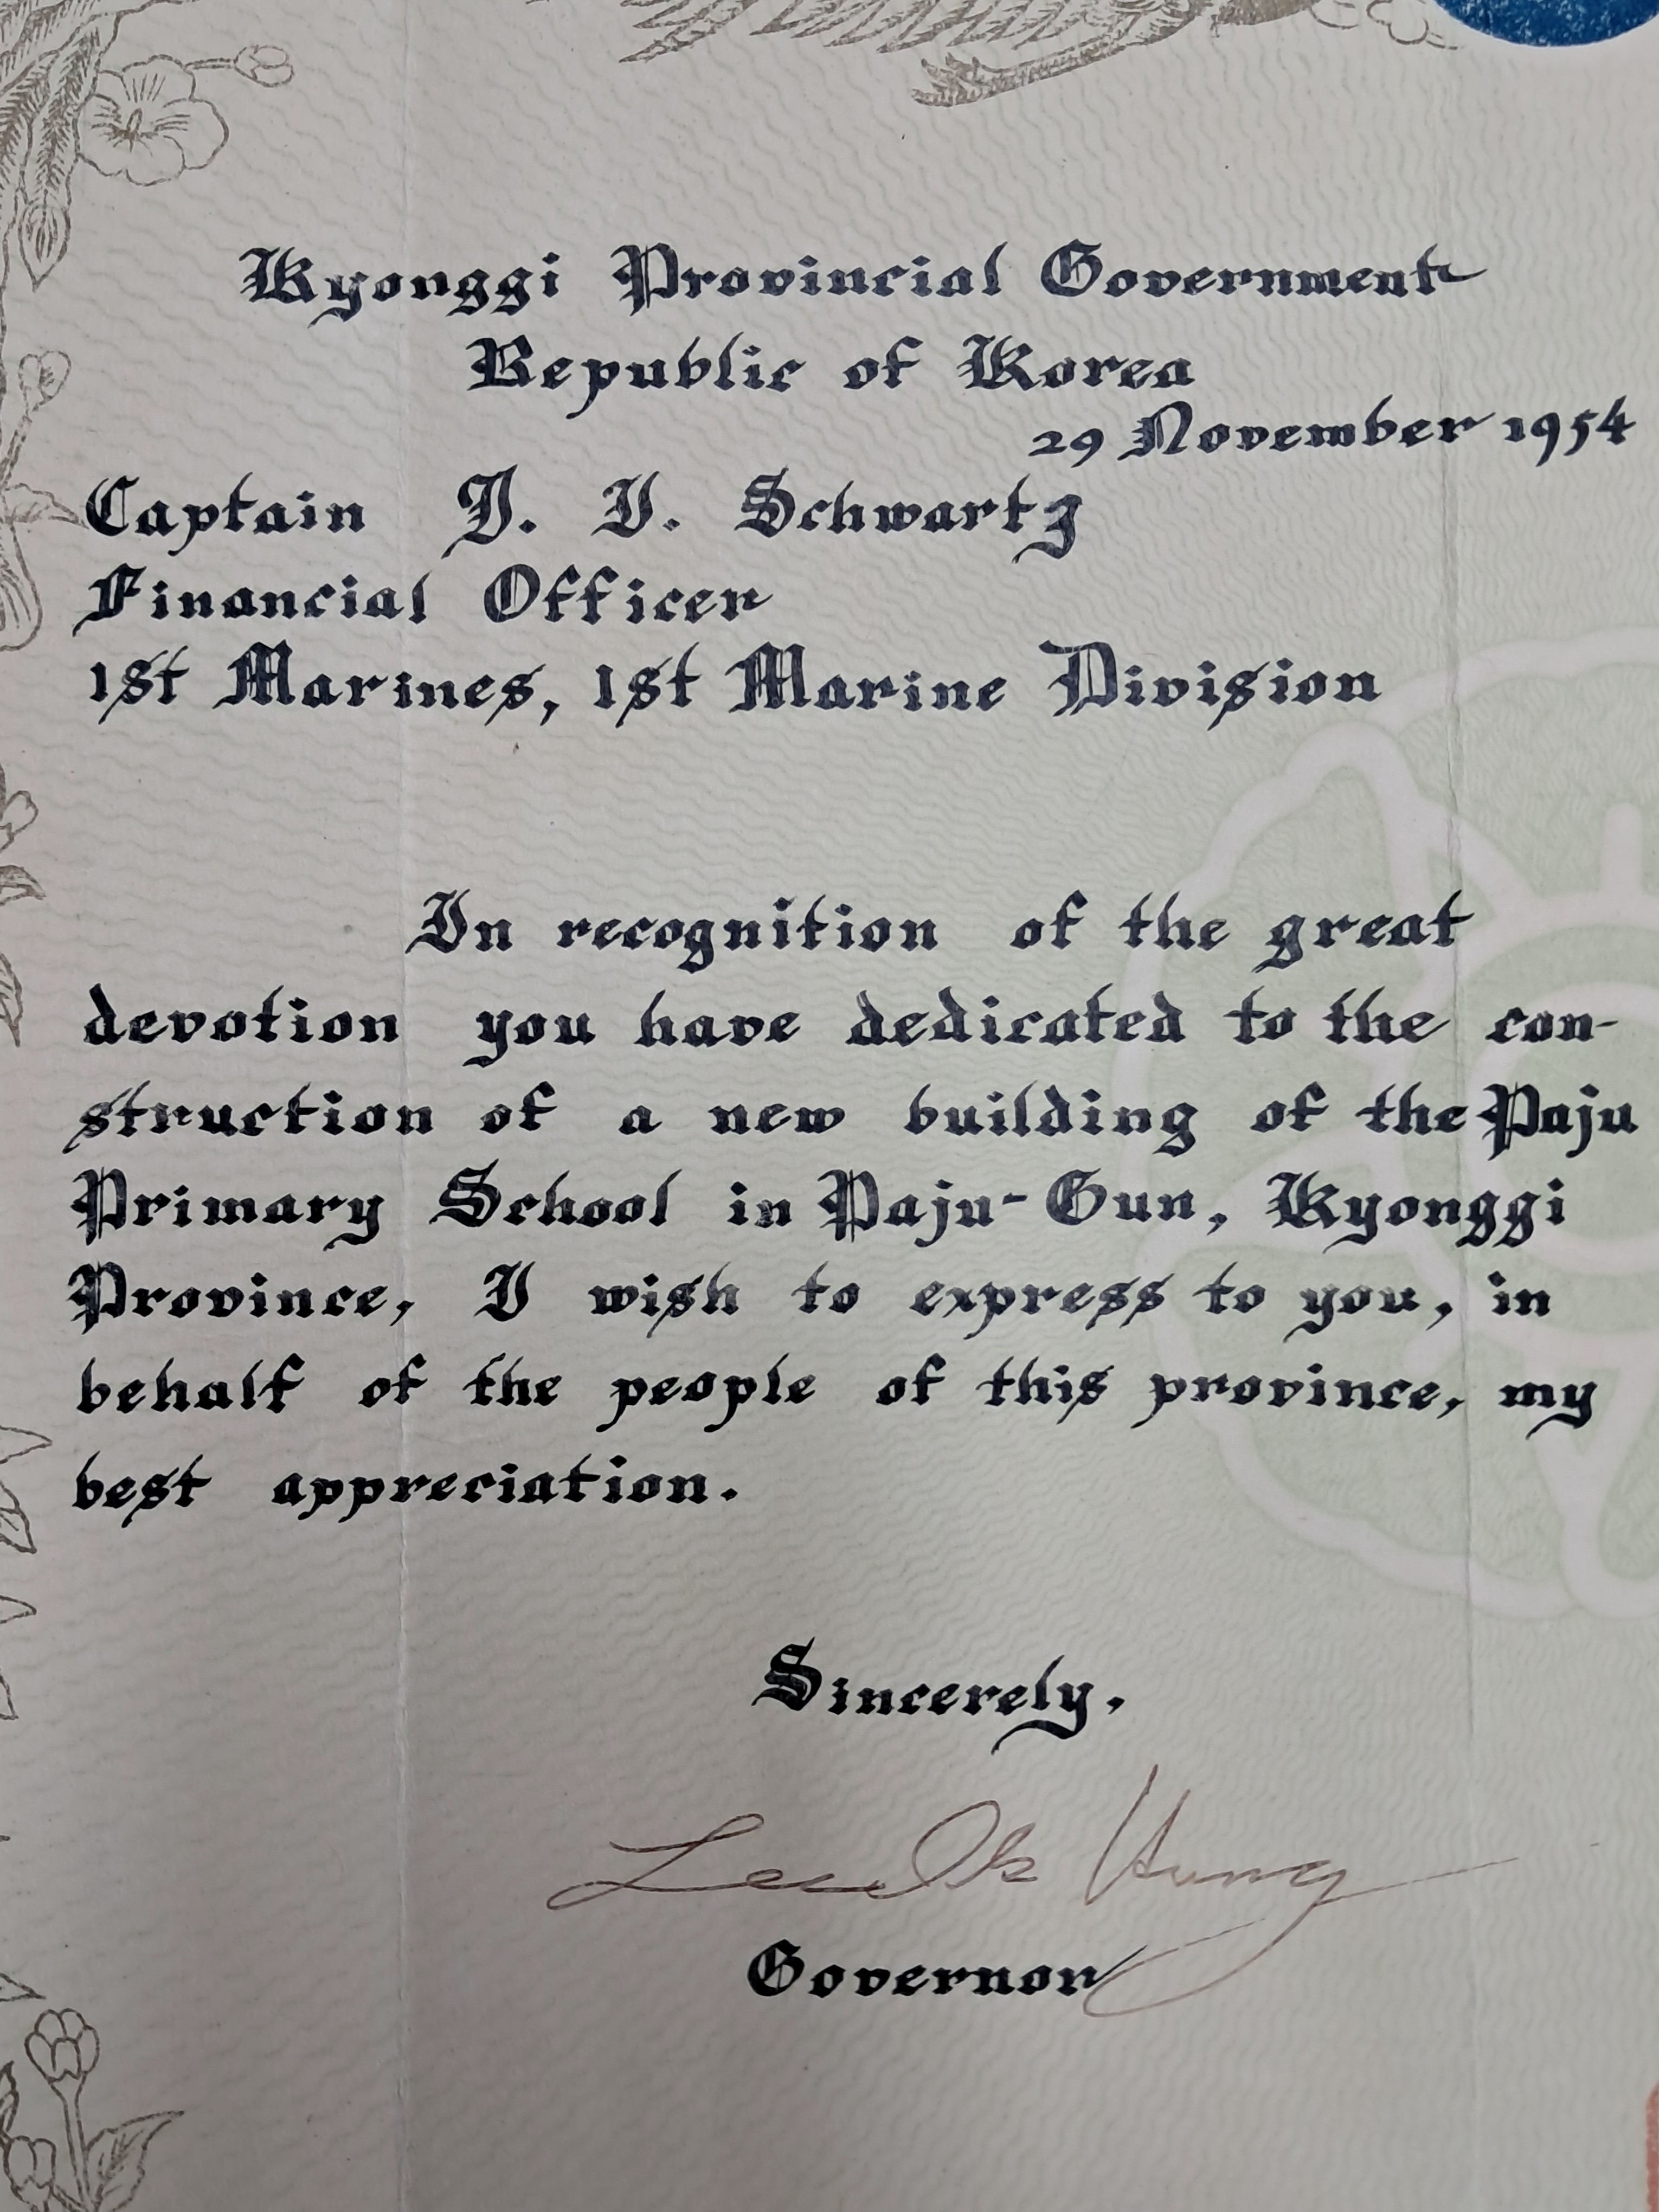 Kyonggi Provincial Government
Republic of Korea
29 November 1954
Captain J. I. Schwartz
Financial Officer
1st Marines, 1st Marine Division
In recognition of the great
devotion you have dedicated to the con-
struction of a new building of the Paju
Primary School in Paju-Gun, Kyonggi
Province, I wish to express to you, in
behalf of the people of this province, my
best appreciation.
Sincerely,
Lee Ik Hung
Governor